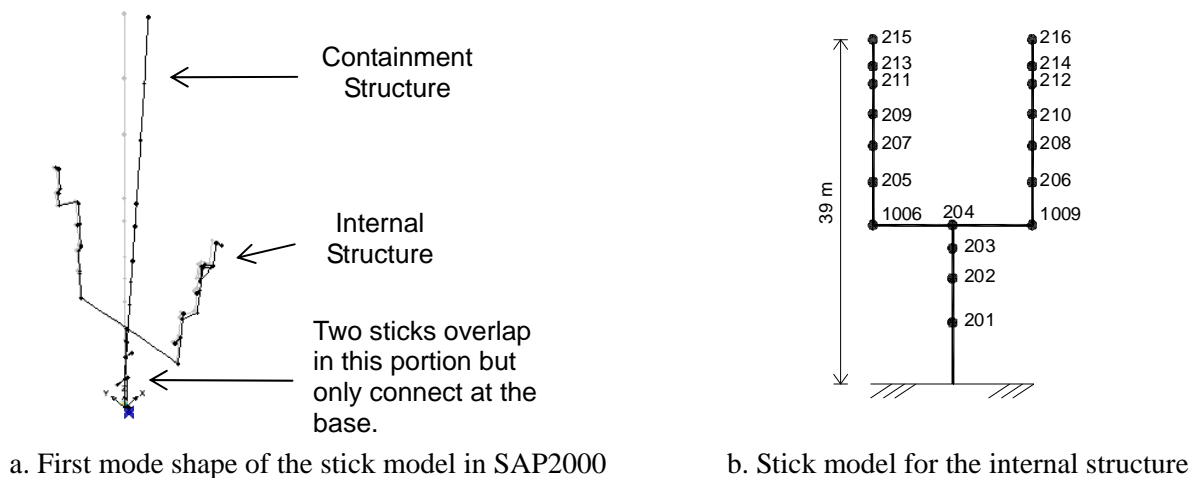 Containment
Structure
Internal
Structure
Two sticks overlap
in this portion but
only connect at the
base.
Y
Z
X
a. First mode shape of the stick model in SAP2000
215
216
213
214
211
212
209
210
207
208
205
206
1006
204
1009
203
202
201
39 m
b. Stick model for the internal structure